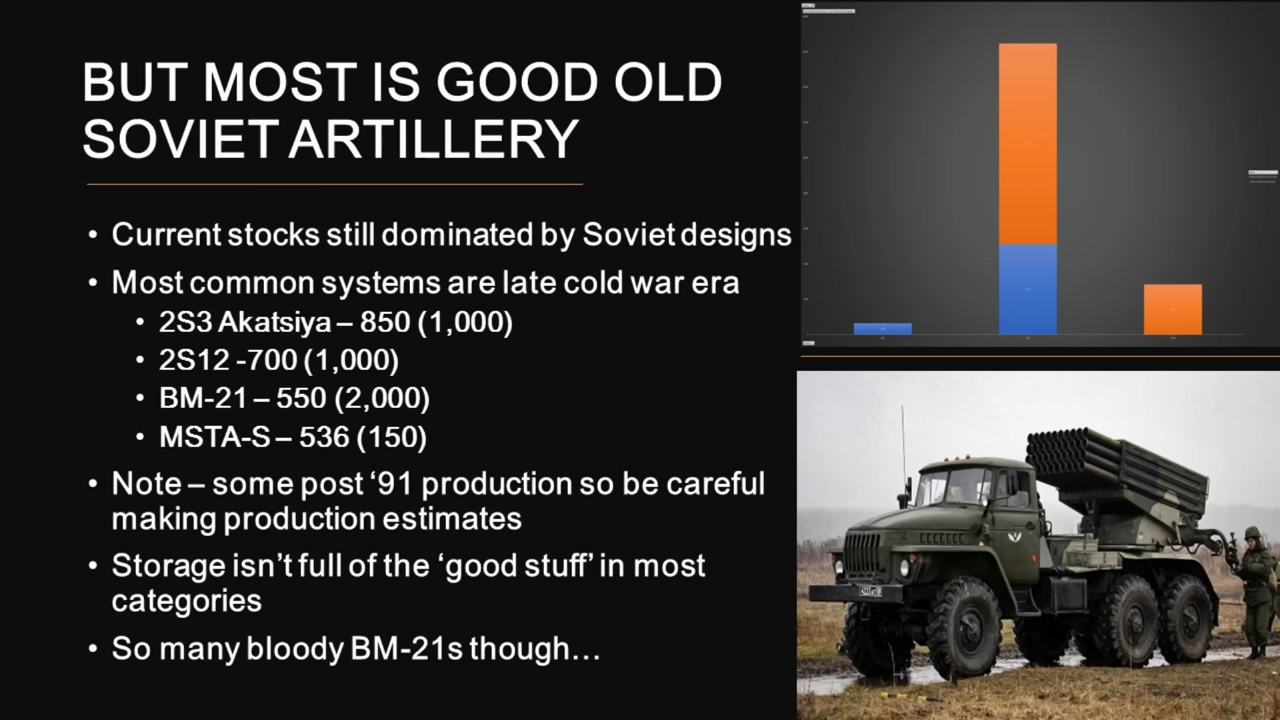 BUT MOST IS GOOD OLD
SOVIET ARTILLERY
• Current stocks still dominated by Soviet designs
• Most common systems are late cold war era
• 2S3 Akatsiya – 850 (1,000)
• 2S12 -700 (1,000)
• BM-21 – 550 (2,000)
• MSTA-S – 536 (150)
• Note – some post ‘91 production so be careful
making production estimates
• Storage isn’t full of the ‘good stuff’ in most
categories
• So many bloody BM-21s though…